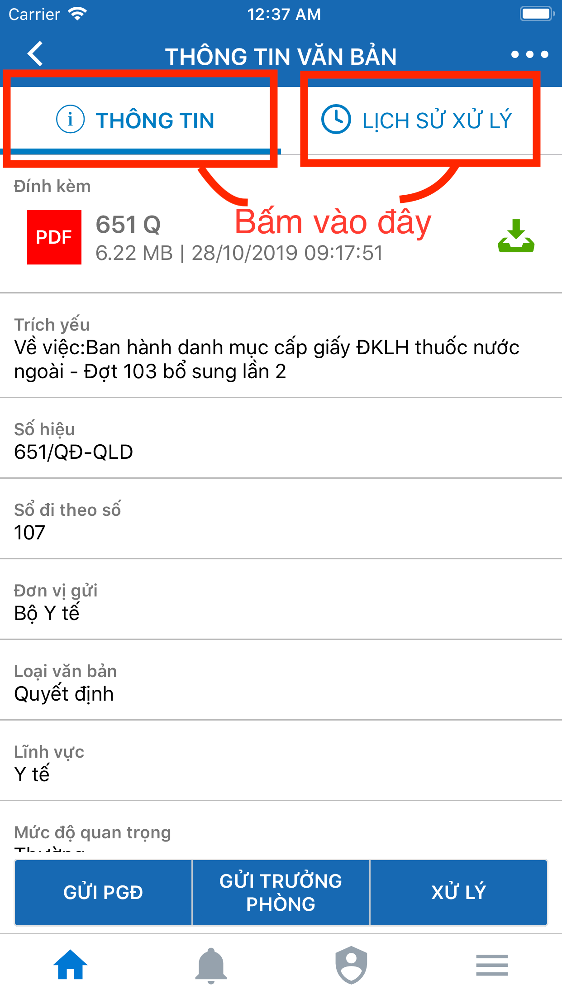 Carrier
12:37 AM
THÔNG TIN VĂN BẢN
THÔNG TIN
LỊCH SỬ XỬ LÝ
Đính kèm
Bấm vào đây
PDF
651 Q
6.22 MB | 28/10/2019 09:17:51
Trích yếu
Về việc:Ban hành danh mục cấp giấy ĐKLH thuốc nước
ngoài - Đợt 103 bổ sung lần 2
Số hiệu
651/QĐ-QLD
Sổ đi theo số
107
Đơn vị gửi
Bộ Y tế
Loại văn bản
Quyết định
Lĩnh vực
Y tế
Mức độ quan trọng
Thường
GỬI PGĐ
GỬI TRƯỞNG
PHÒNG
XỬ LÝ